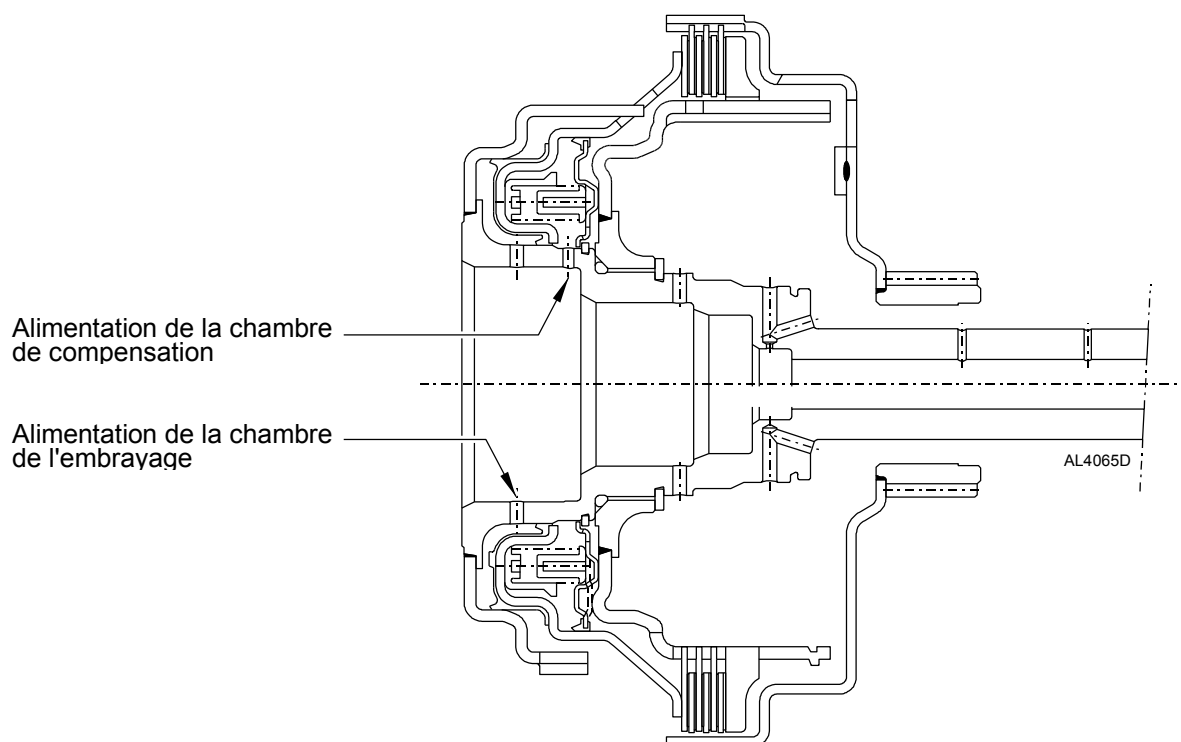 Alimentation de la chambre
de compensation
Alimentation de la chambre
de l'embrayage
AL4065D